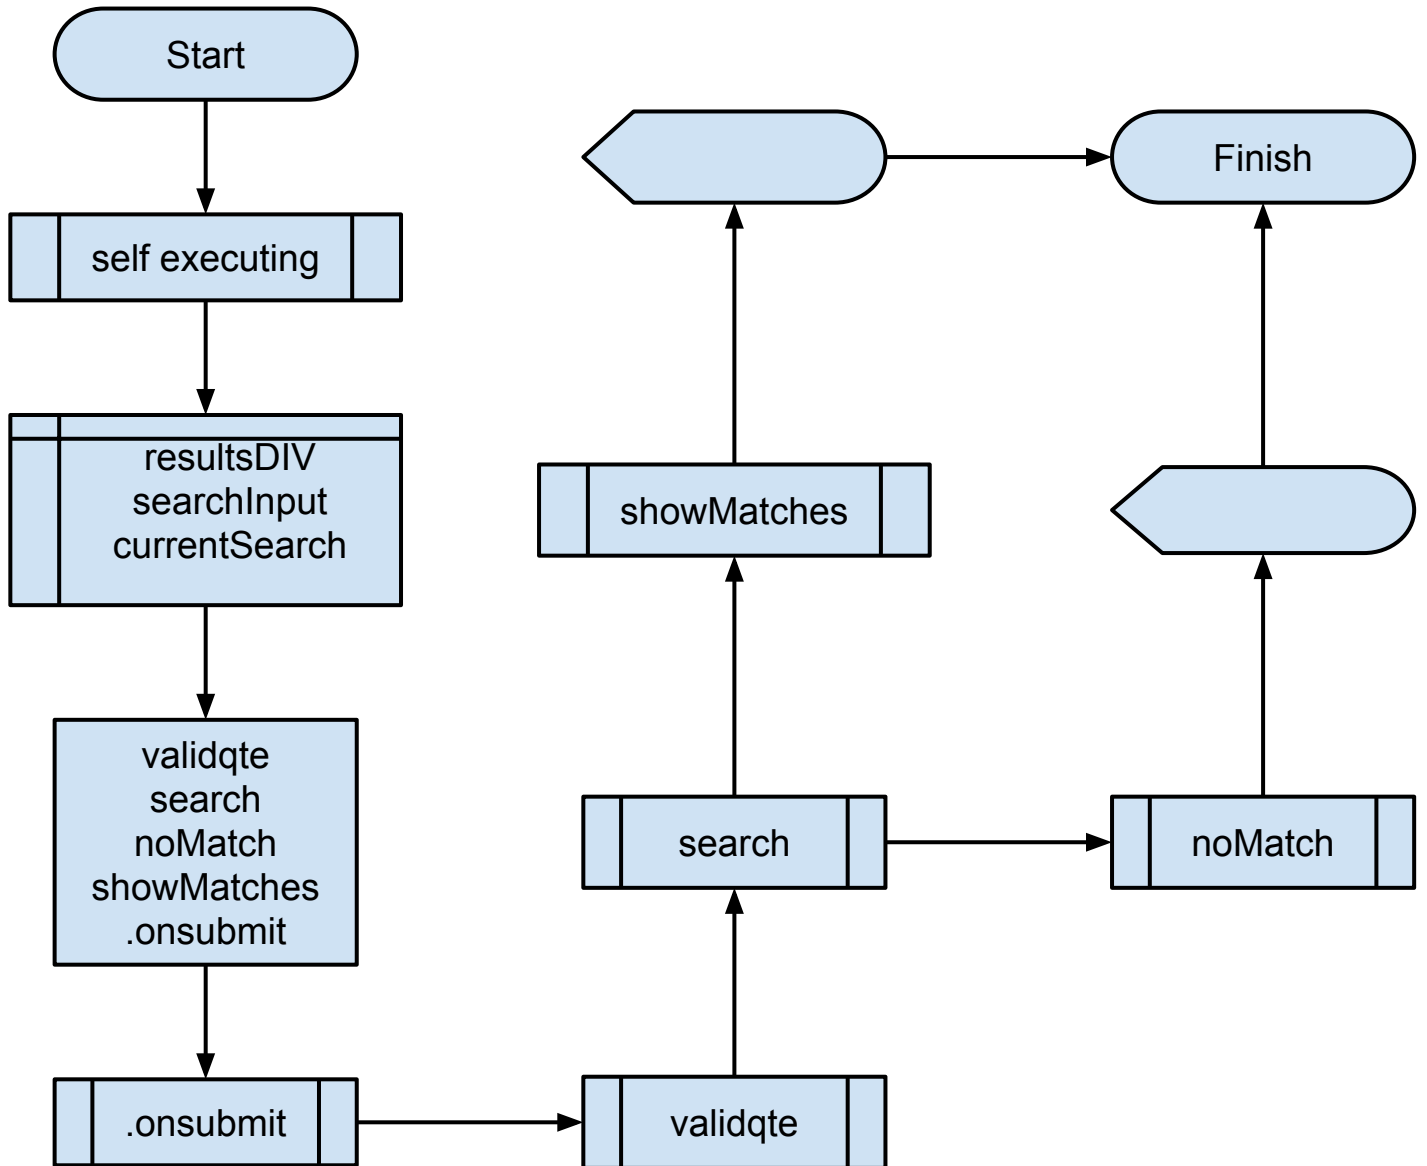 Start
self executing
resultsDIV
searchInput
currentSearch
validqte
search
noMatch
showMatches
.onsubmit
.onsubmit
validqte
search
noMatch
showMatches
Finish